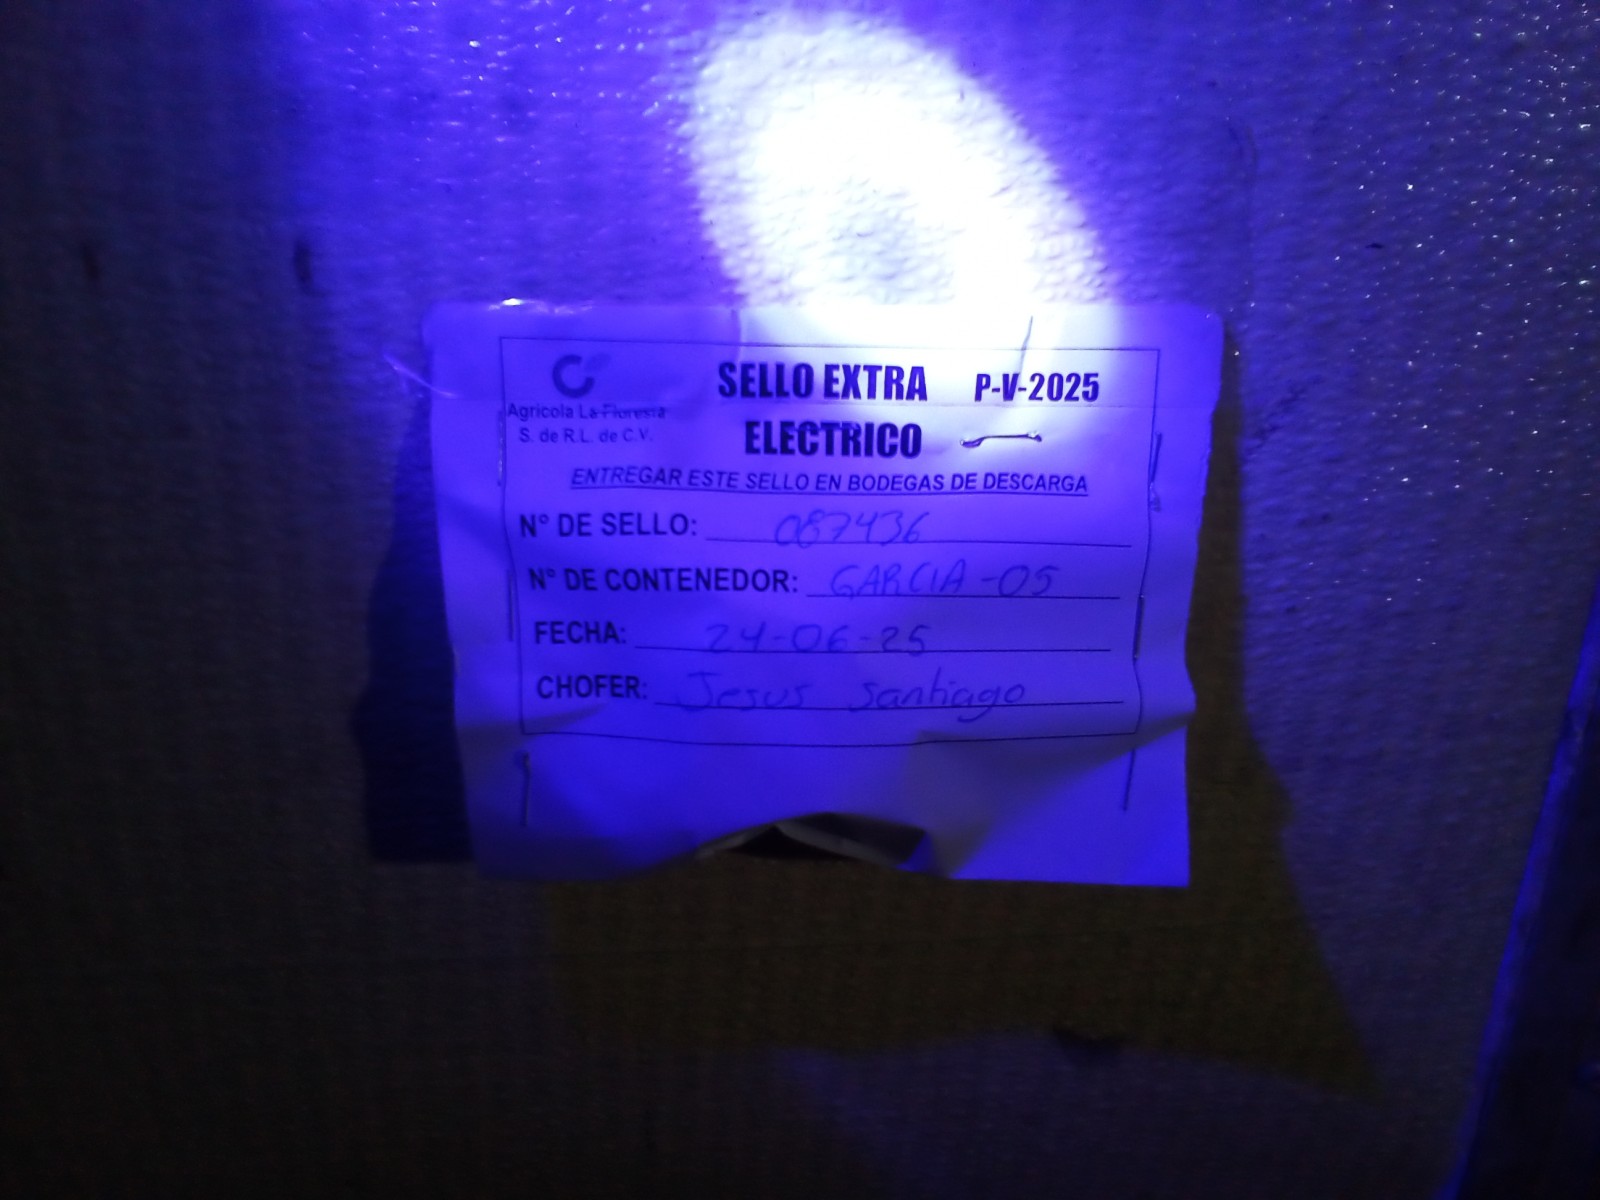 SELLO EXTRA P-V-2025
Agricola La Floresta
S. de R.L. de C.V.
ELECTRICO
ENTREGAR ESTE SELLO EN BODEGAS DE DESCARGA
N° DE SELLO: 087436
N° DE CONTENEDOR: GARCIA-05
FECHA: 24-06-25
CHOFER: Jesus Santiago